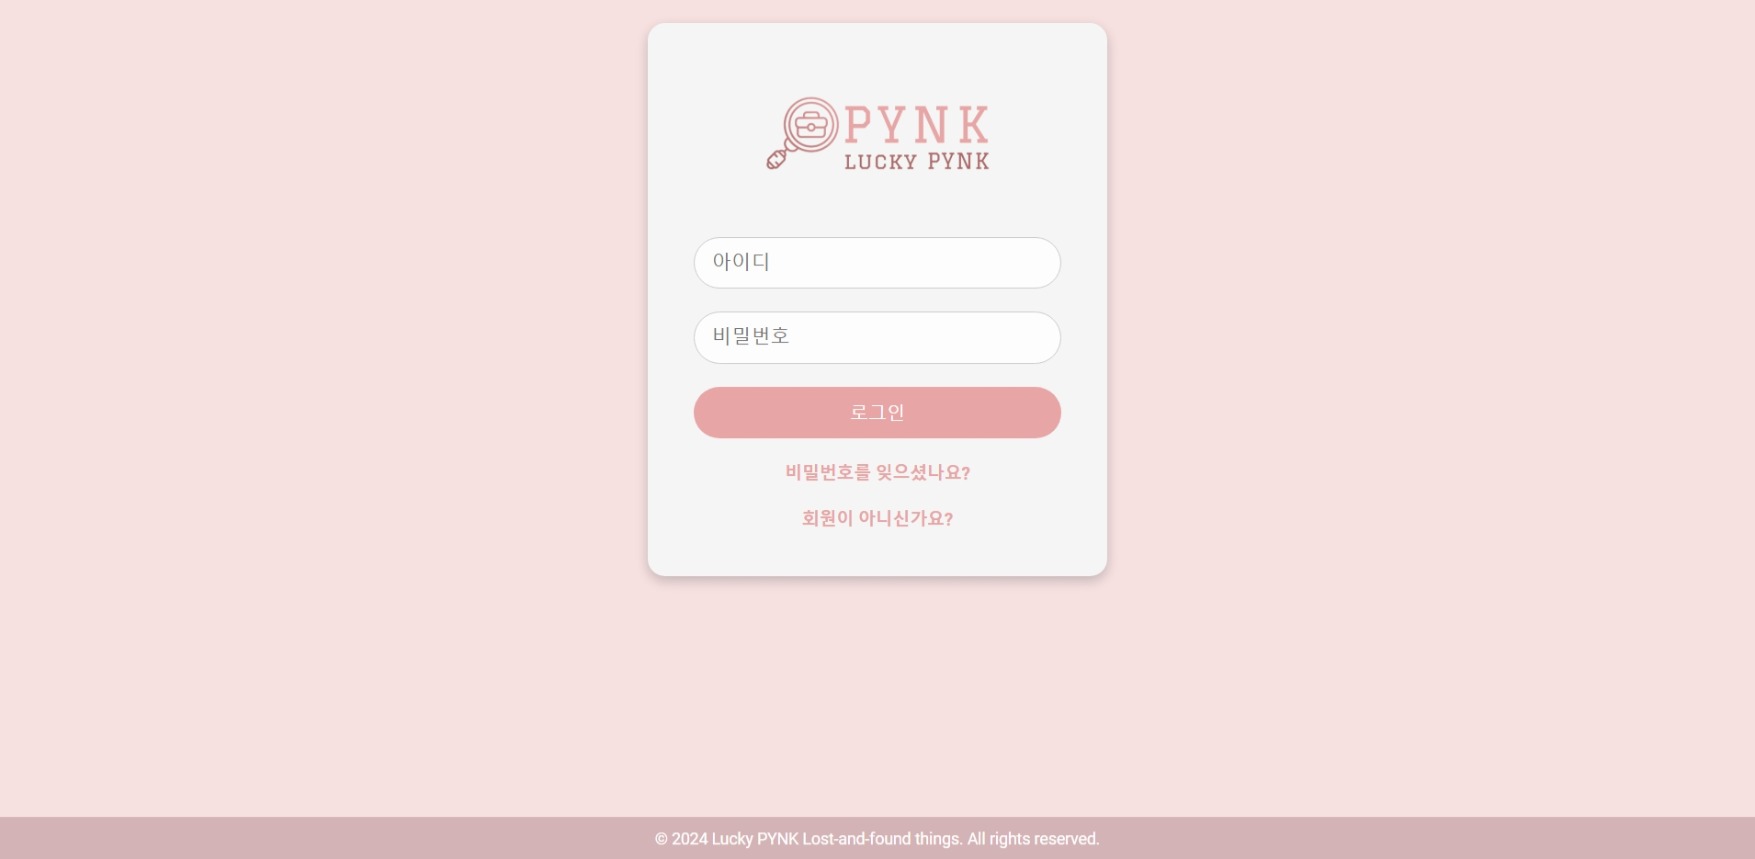 PYNK
LUCKY PYNK
아이디
비밀번호
로그인
비밀번호를 잊으셨나요?
회원이 아니신가요?
© 2024 Lucky PYNK Lost-and-found things. All rights reserved.